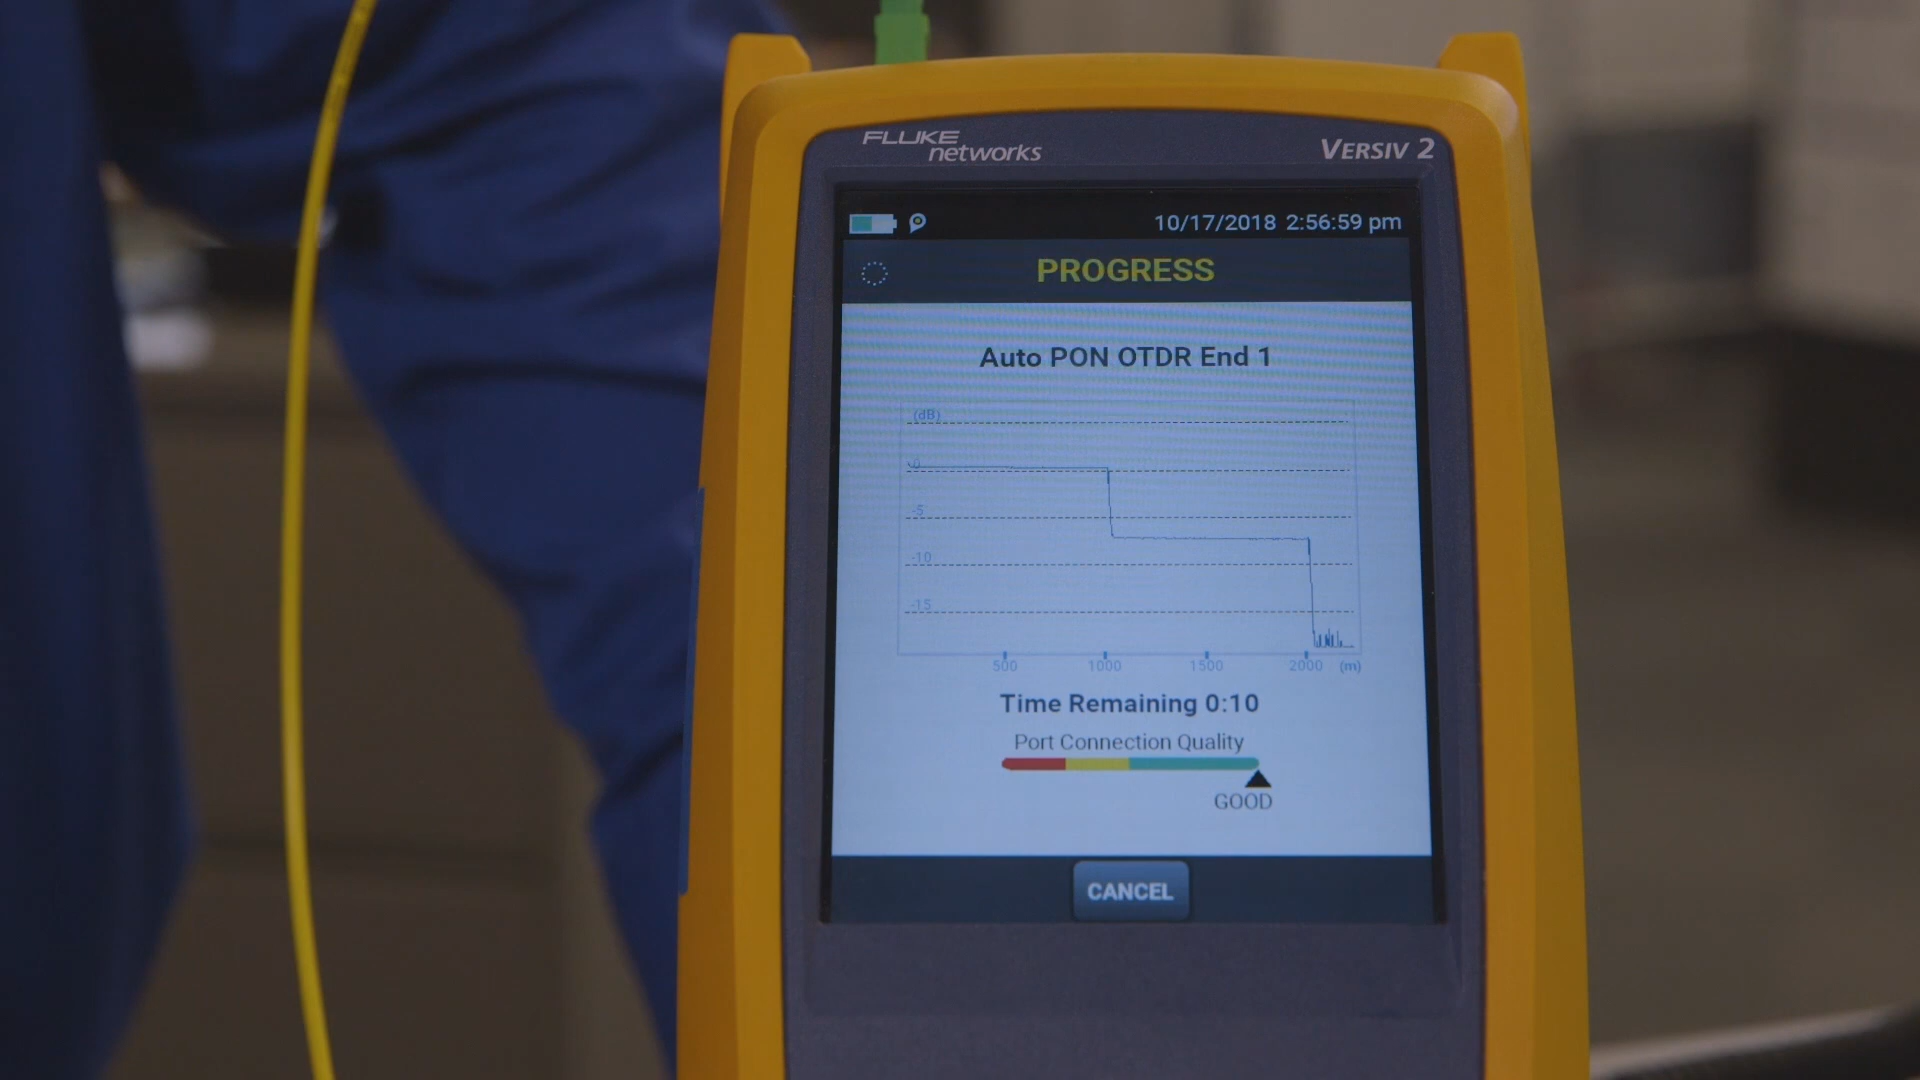 FLUKE
networks
VERSIV 2
10/17/2018 2:56:59 pm
PROGRESS
Auto PON OTDR End 1
(dB)
0
-5
-10
-15
500 1000 1500 2000 (m)
Time Remaining 0:10
Port Connection Quality
GOOD
CANCEL